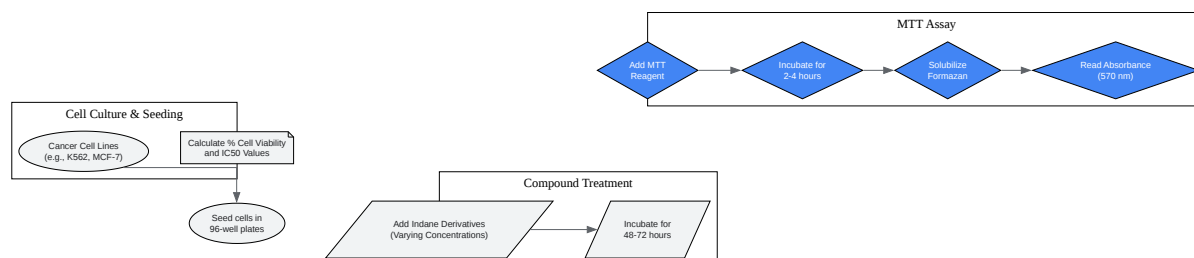 MTT Assay
Add MTT
Reagent
Incubate for
2-4 hours
Solubilize
Formazan
Read Absorbance
(570 nm)
Cell Culture & Seeding
Cancer Cell Lines
(e.g., K562, MCF-7)
Calculate % Cell Viability
and IC50 Values
Seed cells in
96-well plates
Compound Treatment
Add Indane Derivatives
(Varying Concentrations)
Incubate for
48-72 hours